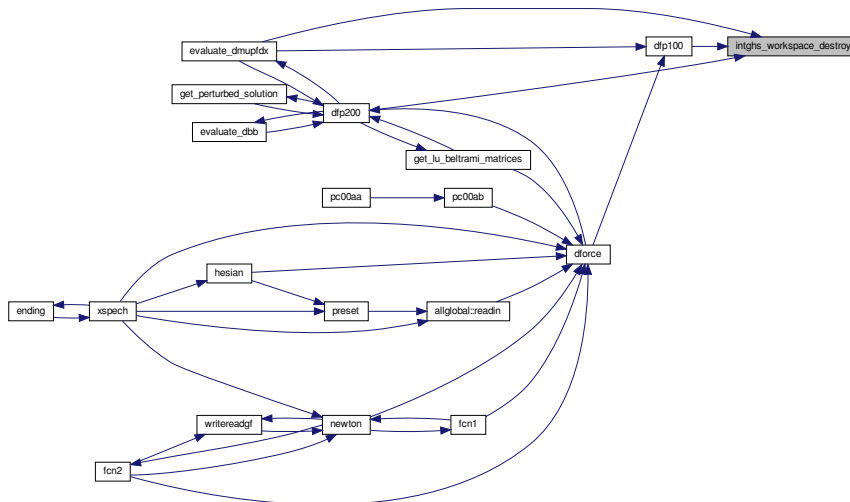 evaluate_dmupfdx
dfp100
intghs_workspace_destroy
get_perturbed_solution
dfp200
evaluate_dbb
get_lu_beltrami_matrices
pc00aa
pc00ab
dforce
hesian
ending
xspech
preset
allglobal::readin
writereadgf
newton
fcn1
fcn2